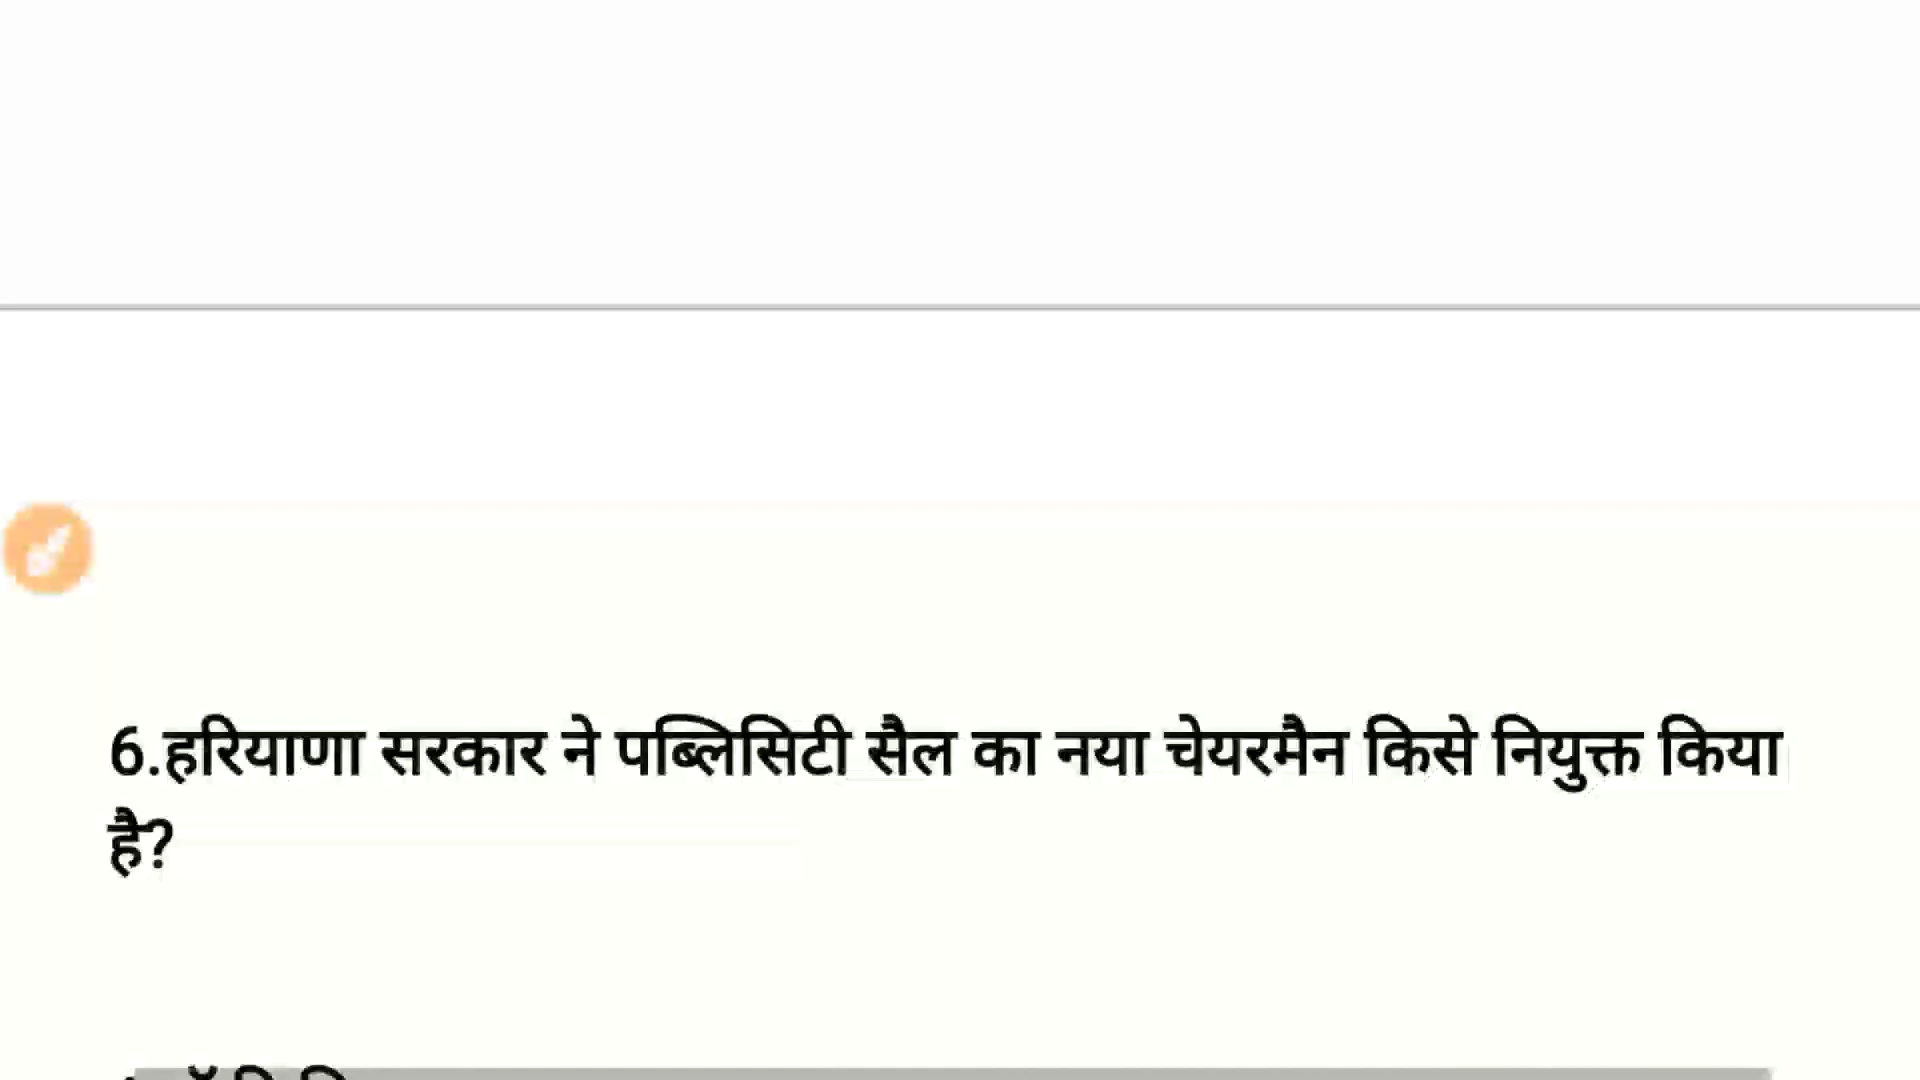 6.हरियाणा सरकार ने पब्लिसिटी सैल का नया चेयरमैन किसे नियुक्त किया
है?